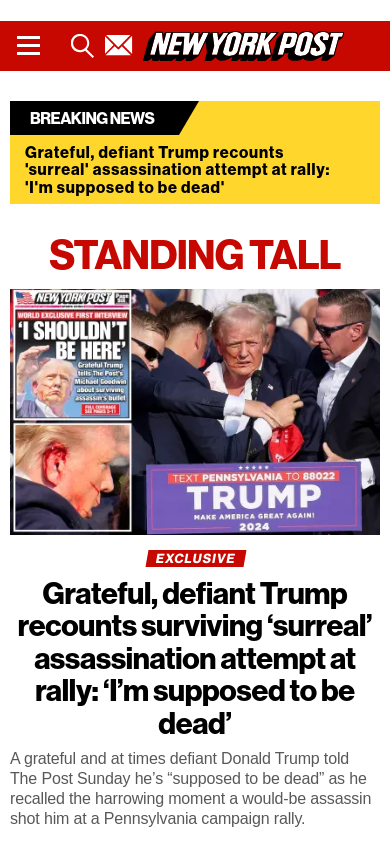 NEW YORK POST
BREAKING NEWS
Grateful, defiant Trump recounts
'surreal' assassination attempt at rally:
'I'm supposed to be dead'
STANDING TALL
NEW YORK POST
WORLD EXCLUSIVE FIRST INTERVIEW
‘I SHOULDN’T
BE HERE’
Grateful Trump
tells The Post's
Michael Goodwin
about surviving
assassin's bullet
FULL COVERAGE
TEXT PENNSYLVANIA TO 88022
TRUMP
MAKE AMERICA GREAT AGAIN!
2024
EXCLUSIVE
Grateful, defiant Trump
recounts surviving ‘surreal’
assassination attempt at
rally: ‘I’m supposed to be
dead’
A grateful and at times defiant Donald Trump told
The Post Sunday he’s “supposed to be dead” as he
recalled the harrowing moment a would-be assassin
shot him at a Pennsylvania campaign rally.